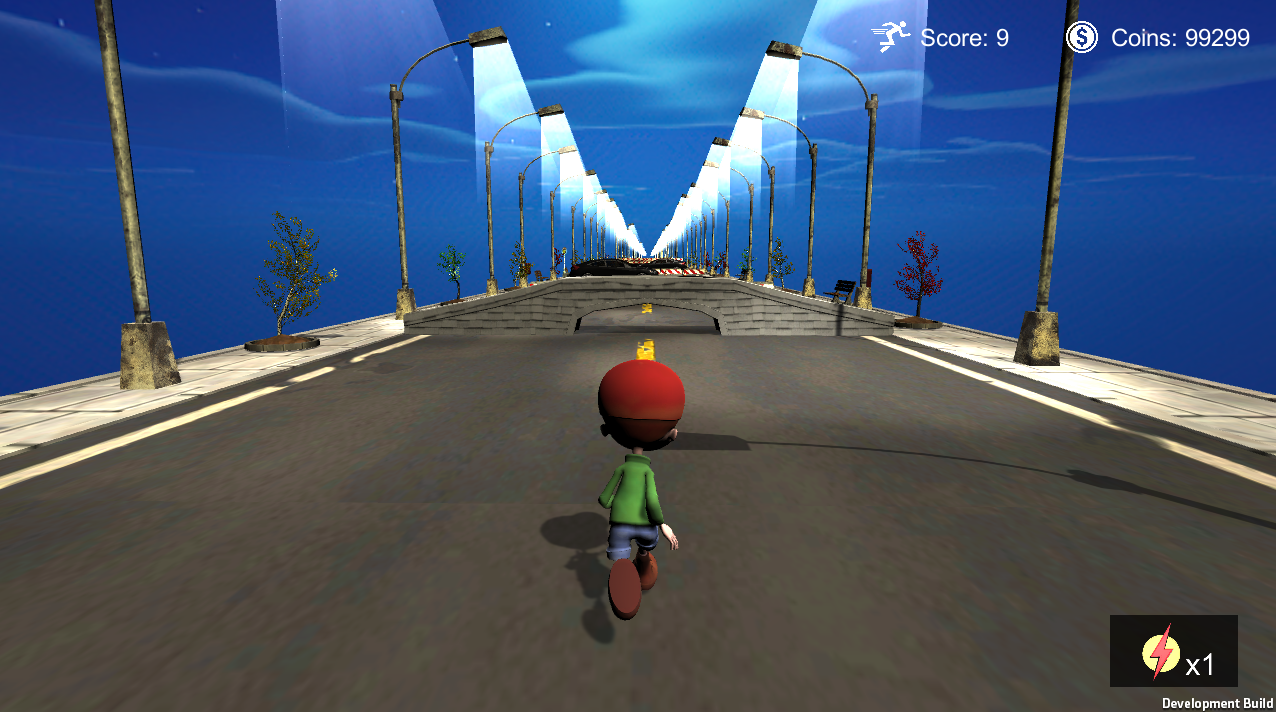 Score: 9
Coins: 99299
x1
Development Build